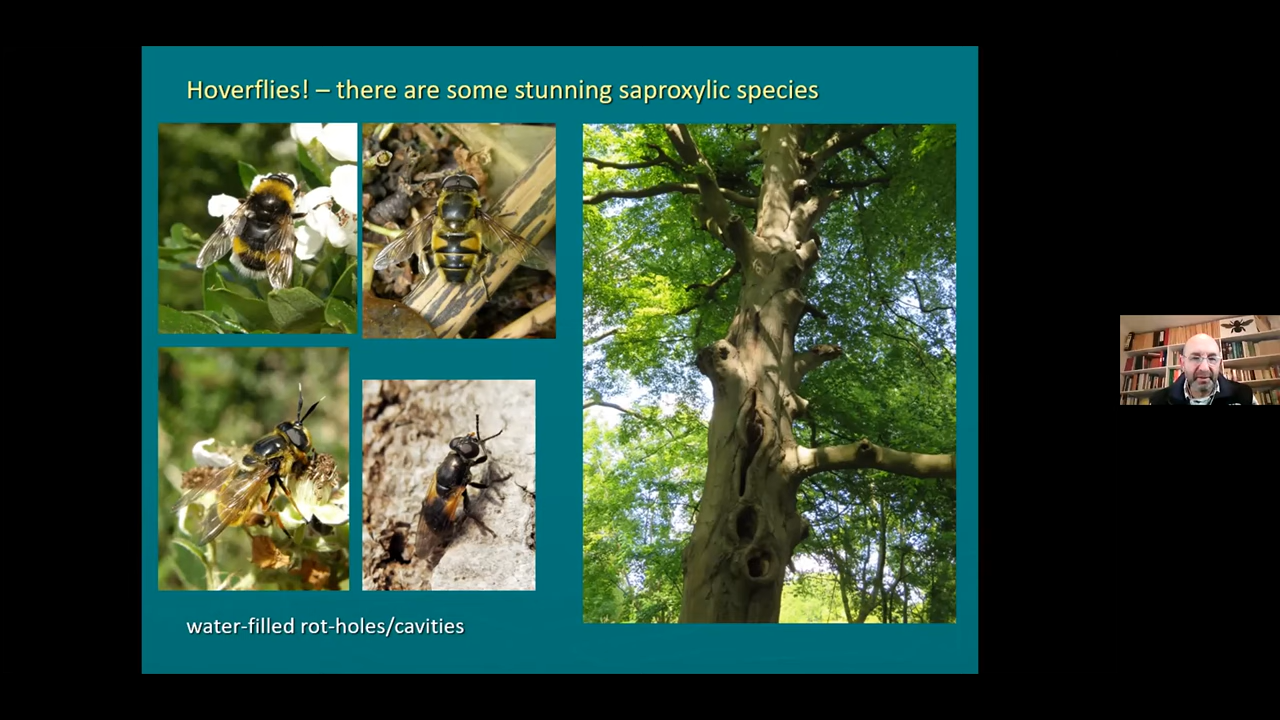 Hoverflies! – there are some stunning saproxylic species
water-filled rot-holes/cavities